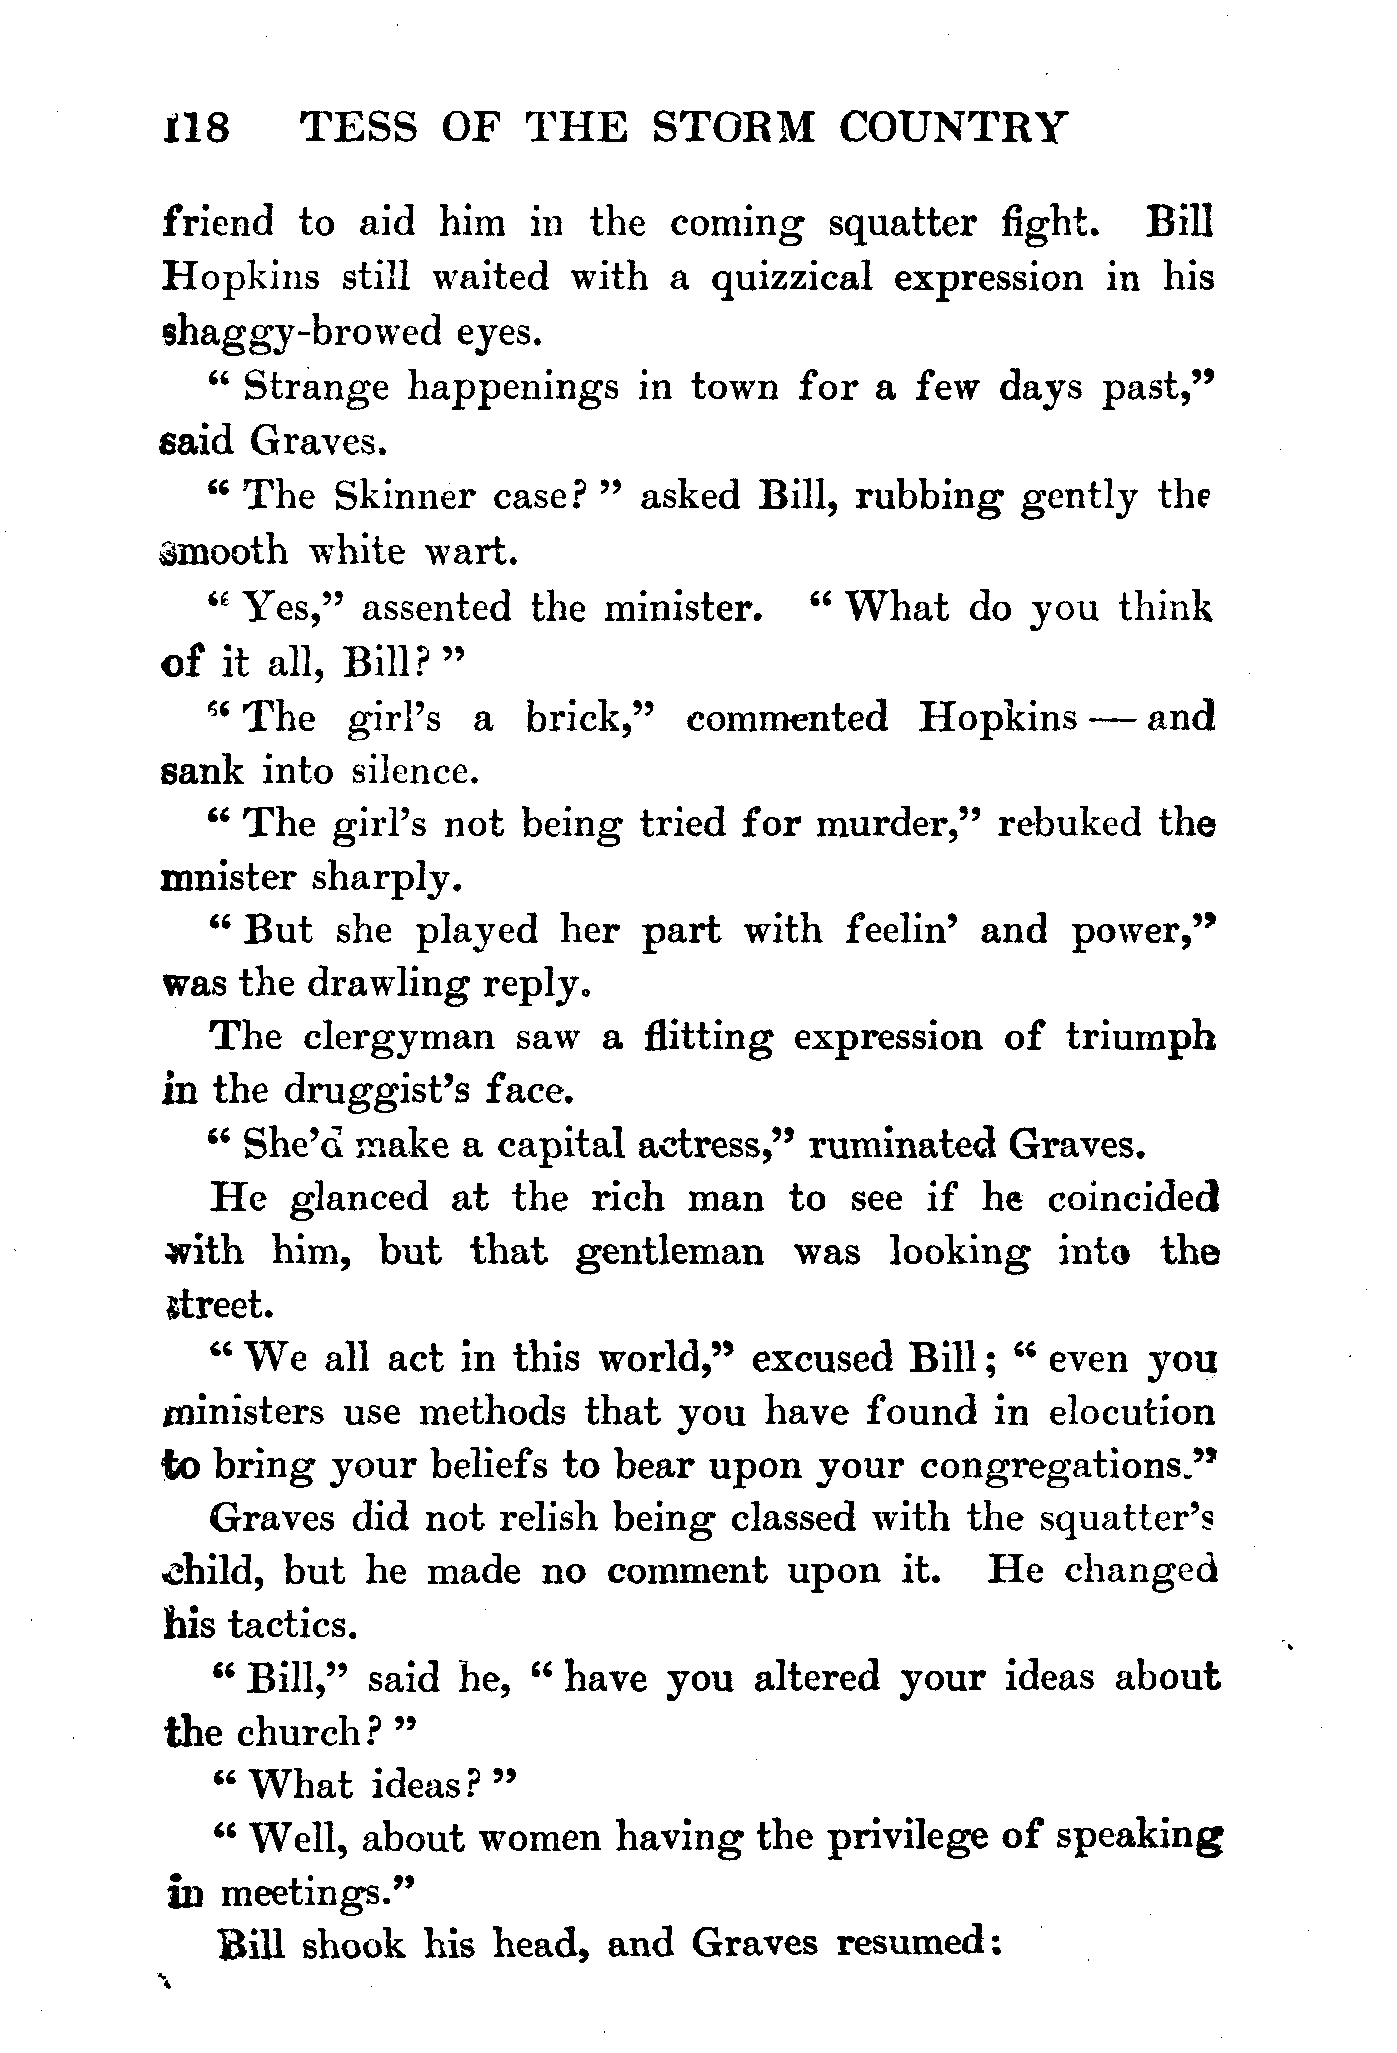 118 TESS OF THE STORM COUNTRY
friend to aid him in the coming squatter fight. Bill
Hopkins still waited with a quizzical expression in his
shaggy-browed eyes.
“ Strange happenings in town for a few days past,”
said Graves.
“ The Skinner case? ” asked Bill, rubbing gently the
smooth white wart.
“ Yes,” assented the minister. “ What do you think
of it all, Bill? ”
“ The girl’s a brick,” commented Hopkins — and
sank into silence.
“ The girl’s not being tried for murder,” rebuked the
mnister sharply.
“ But she played her part with feelin’ and power,”
was the drawling reply.
The clergyman saw a flitting expression of triumph
in the druggist’s face.
“ She’d make a capital actress,” ruminated Graves.
He glanced at the rich man to see if he coincided
with him, but that gentleman was looking into the
street.
“ We all act in this world,” excused Bill; “ even you
ministers use methods that you have found in elocution
to bring your beliefs to bear upon your congregations.”
Graves did not relish being classed with the squatter’s
child, but he made no comment upon it. He changed
his tactics.
“ Bill,” said he, “ have you altered your ideas about
the church? ”
“ What ideas? ”
“ Well, about women having the privilege of speaking
in meetings.”
Bill shook his head, and Graves resumed: